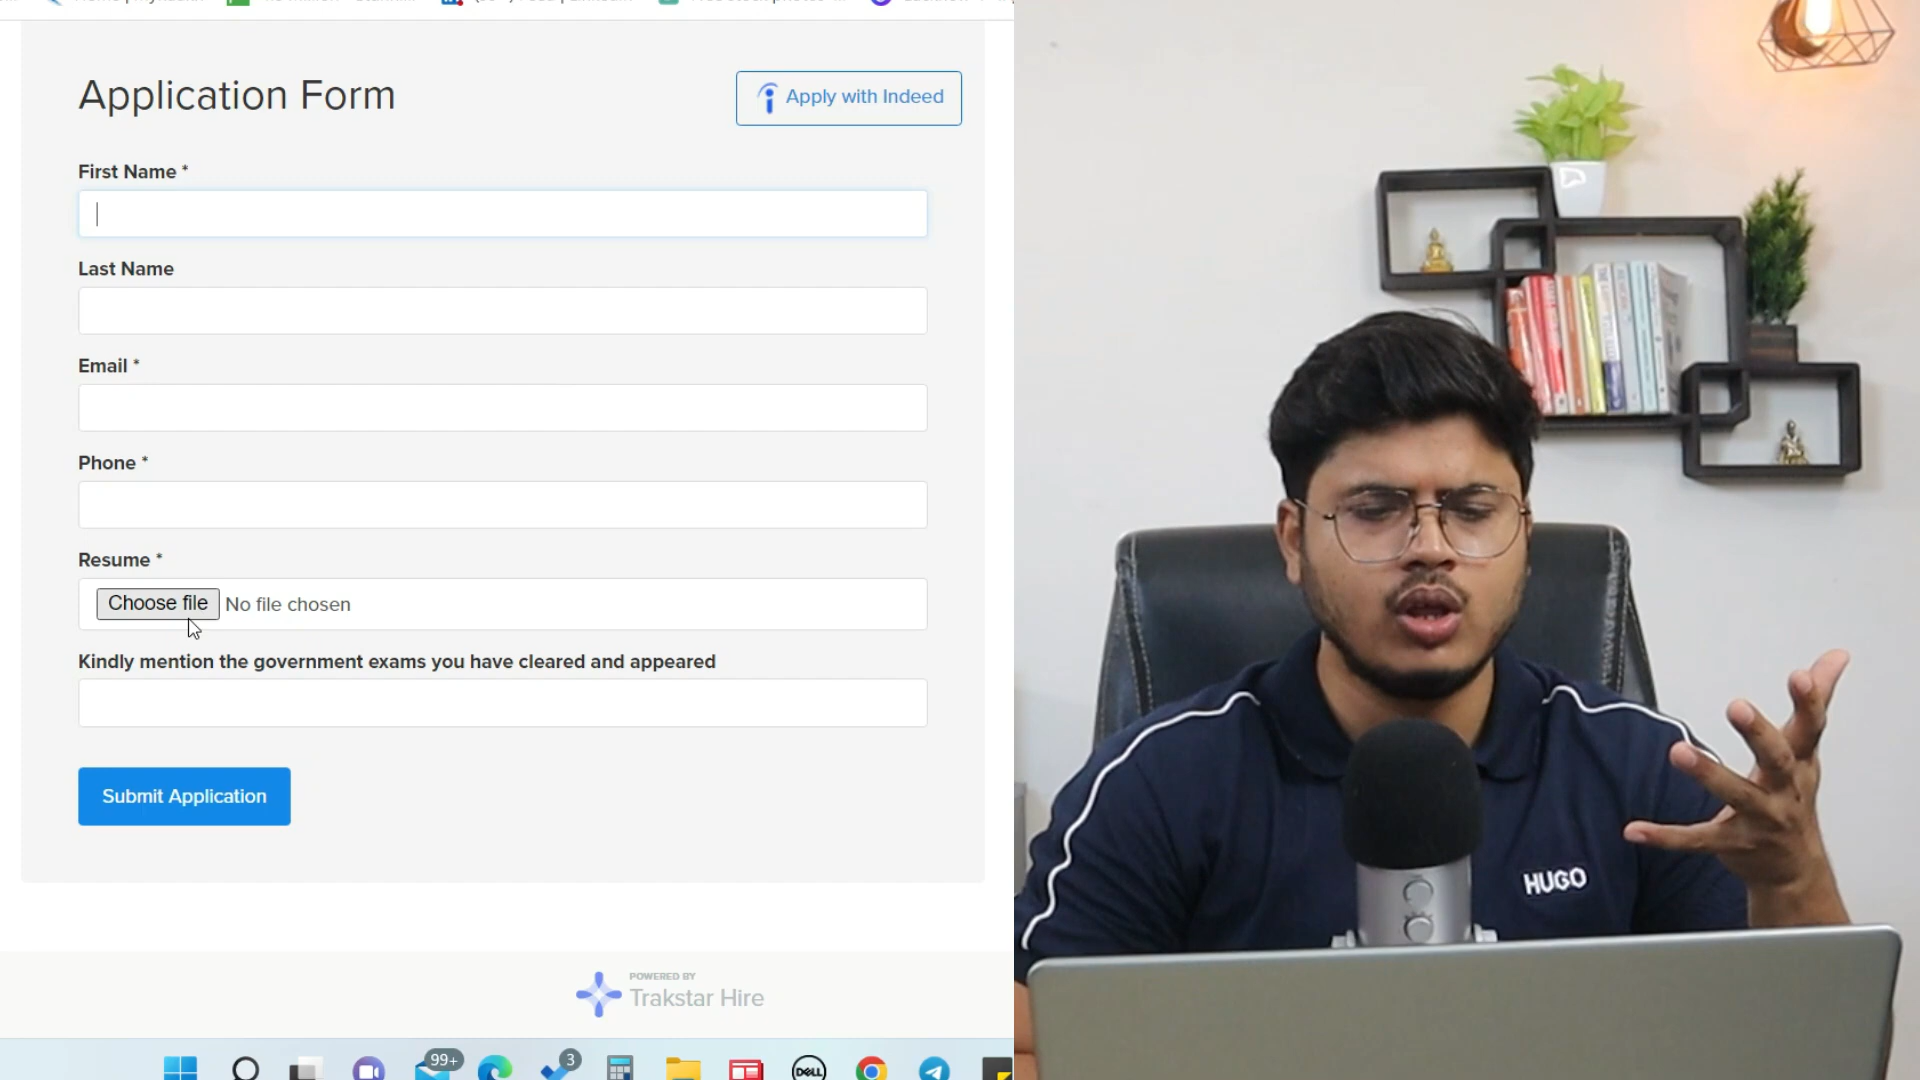 Application Form
Apply with Indeed
First Name *
Last Name
Email *
Phone *
Resume *
Choose file No file chosen
Kindly mention the government exams you have cleared and appeared
Submit Application
POWERED BY
Trakstar Hire
99+
3
DELL
HUGO